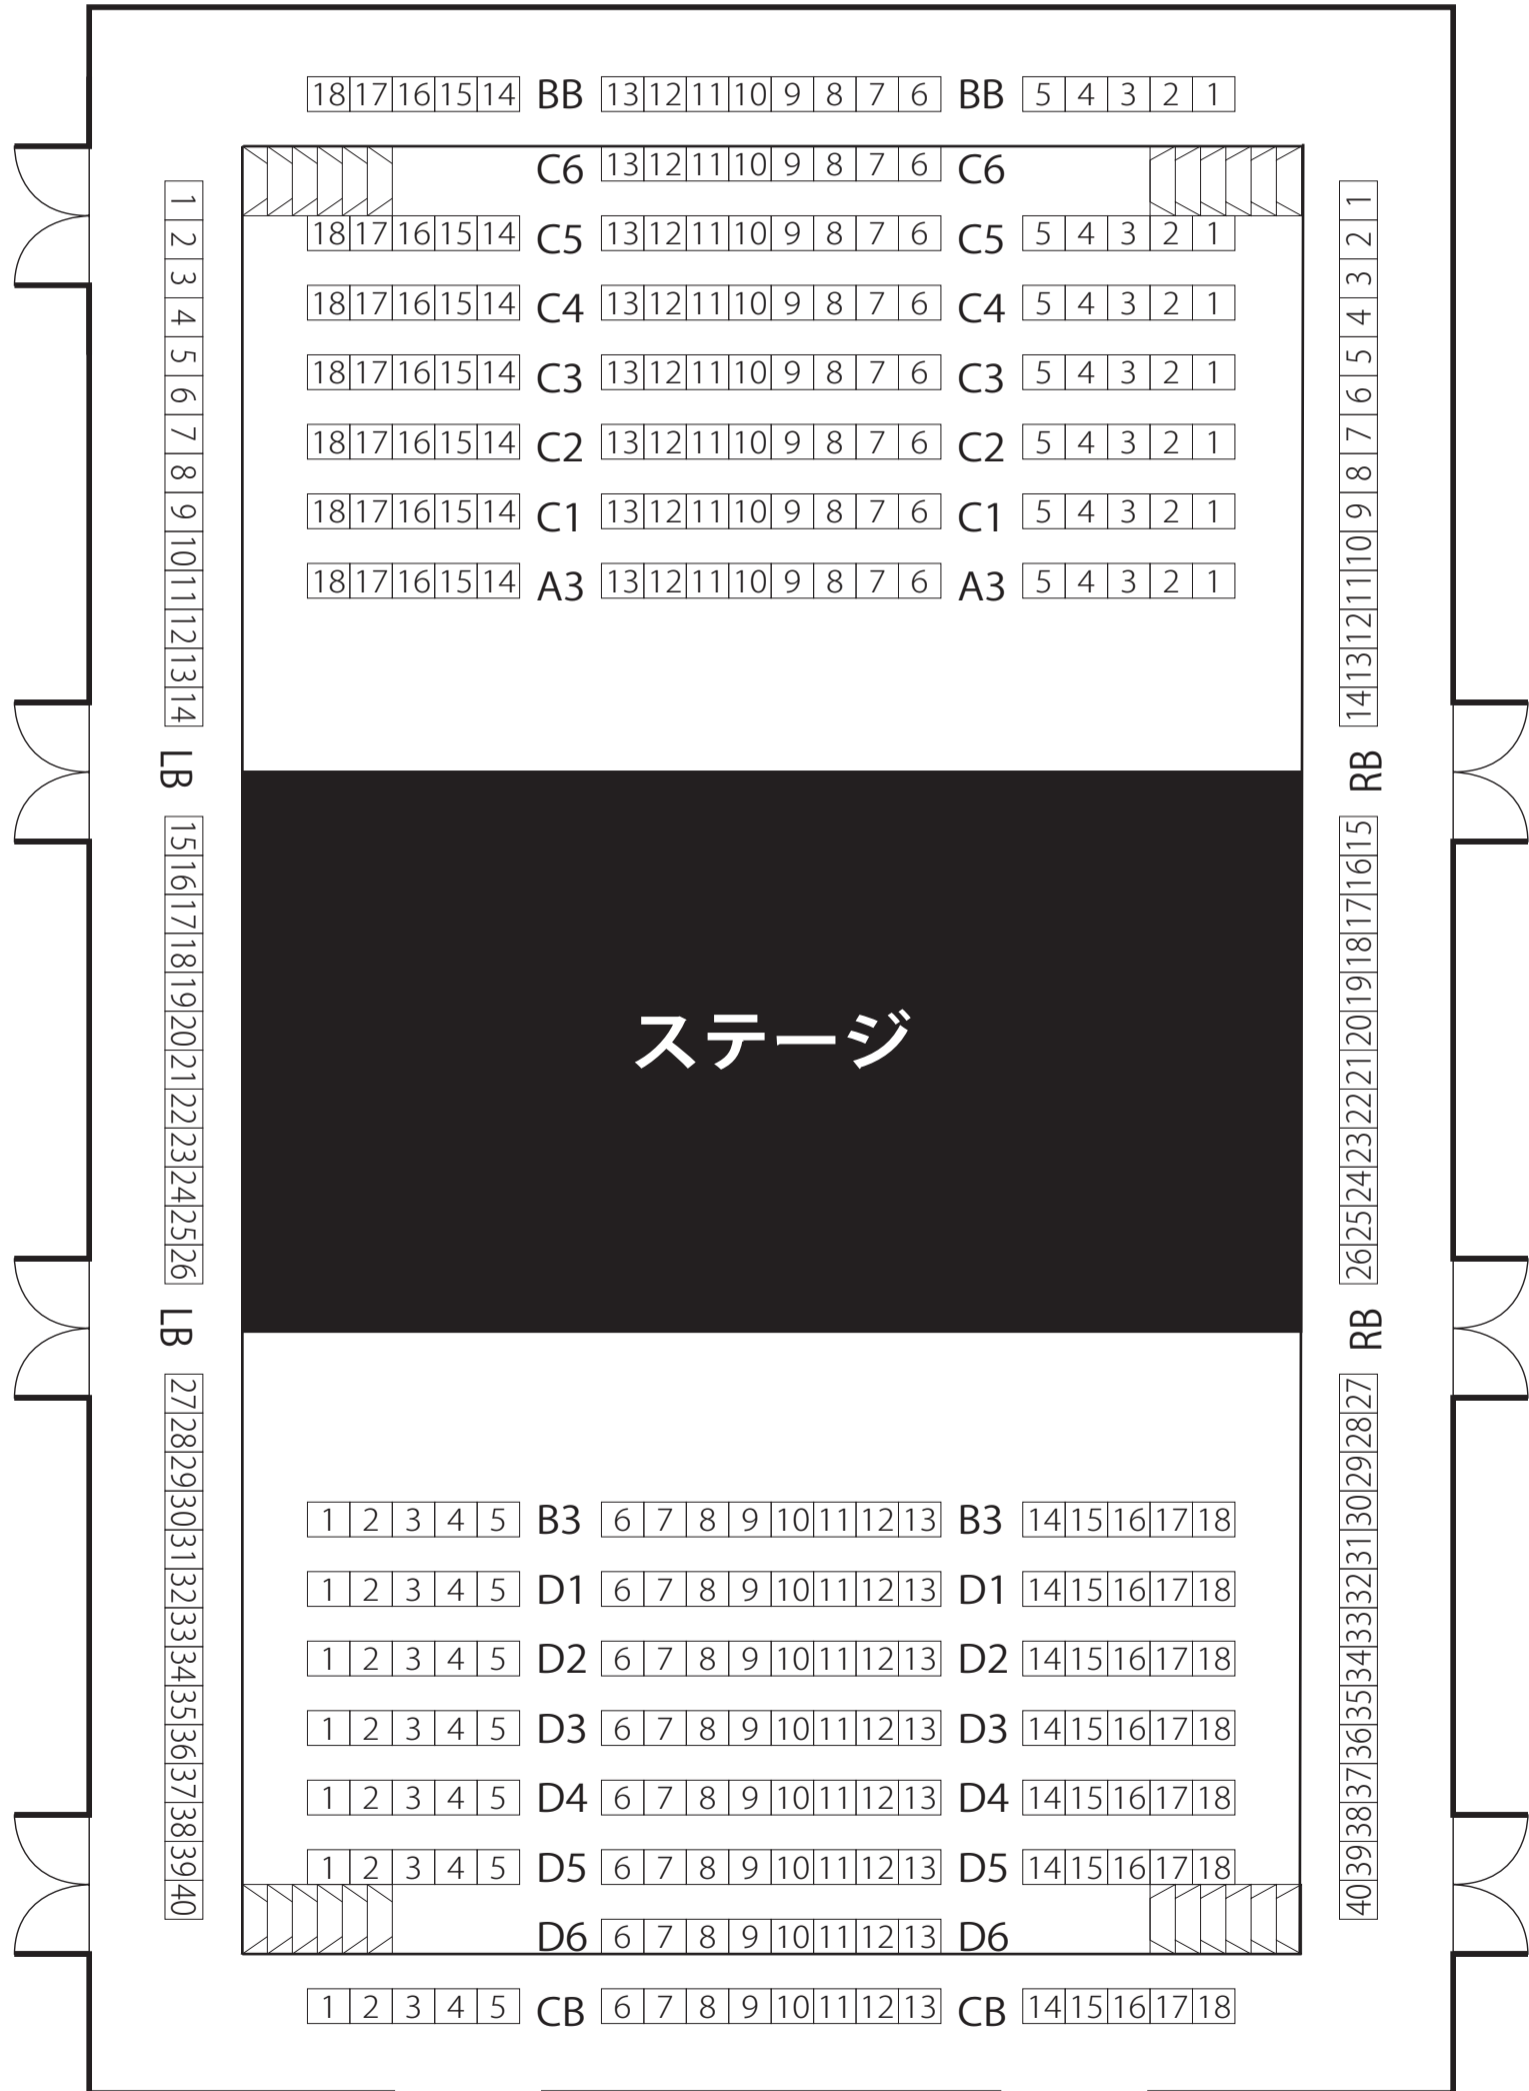 18 17 16 15 14 BB 13 12 11 10 9 8 7 6 BB 5 4 3 2 1
C6 13 12 11 10 9 8 7 6 C6
18 17 16 15 14 C5 13 12 11 10 9 8 7 6 C5 5 4 3 2 1
18 17 16 15 14 C4 13 12 11 10 9 8 7 6 C4 5 4 3 2 1
18 17 16 15 14 C3 13 12 11 10 9 8 7 6 C3 5 4 3 2 1
18 17 16 15 14 C2 13 12 11 10 9 8 7 6 C2 5 4 3 2 1
18 17 16 15 14 C1 13 12 11 10 9 8 7 6 C1 5 4 3 2 1
18 17 16 15 14 A3 13 12 11 10 9 8 7 6 A3 5 4 3 2 1
1 2 3 4 5 6 7 8 9 10 11 12 13 14 LB 15 16 17 18 19 20 21 22 23 24 25 26 LB 27 28 29 30 31 32 33 34 35 36 37 38 39 40
ステージ
1 2 3 4 5 6 7 8 9 10 11 12 13 14 RB 15 16 17 18 19 20 21 22 23 24 25 26 RB 27 28 29 30 31 32 33 34 35 36 37 38 39 40
1 2 3 4 5 B3 6 7 8 9 10 11 12 13 B3 14 15 16 17 18
1 2 3 4 5 D1 6 7 8 9 10 11 12 13 D1 14 15 16 17 18
1 2 3 4 5 D2 6 7 8 9 10 11 12 13 D2 14 15 16 17 18
1 2 3 4 5 D3 6 7 8 9 10 11 12 13 D3 14 15 16 17 18
1 2 3 4 5 D4 6 7 8 9 10 11 12 13 D4 14 15 16 17 18
1 2 3 4 5 D5 6 7 8 9 10 11 12 13 D5 14 15 16 17 18
D6 6 7 8 9 10 11 12 13 D6
1 2 3 4 5 CB 6 7 8 9 10 11 12 13 CB 14 15 16 17 18